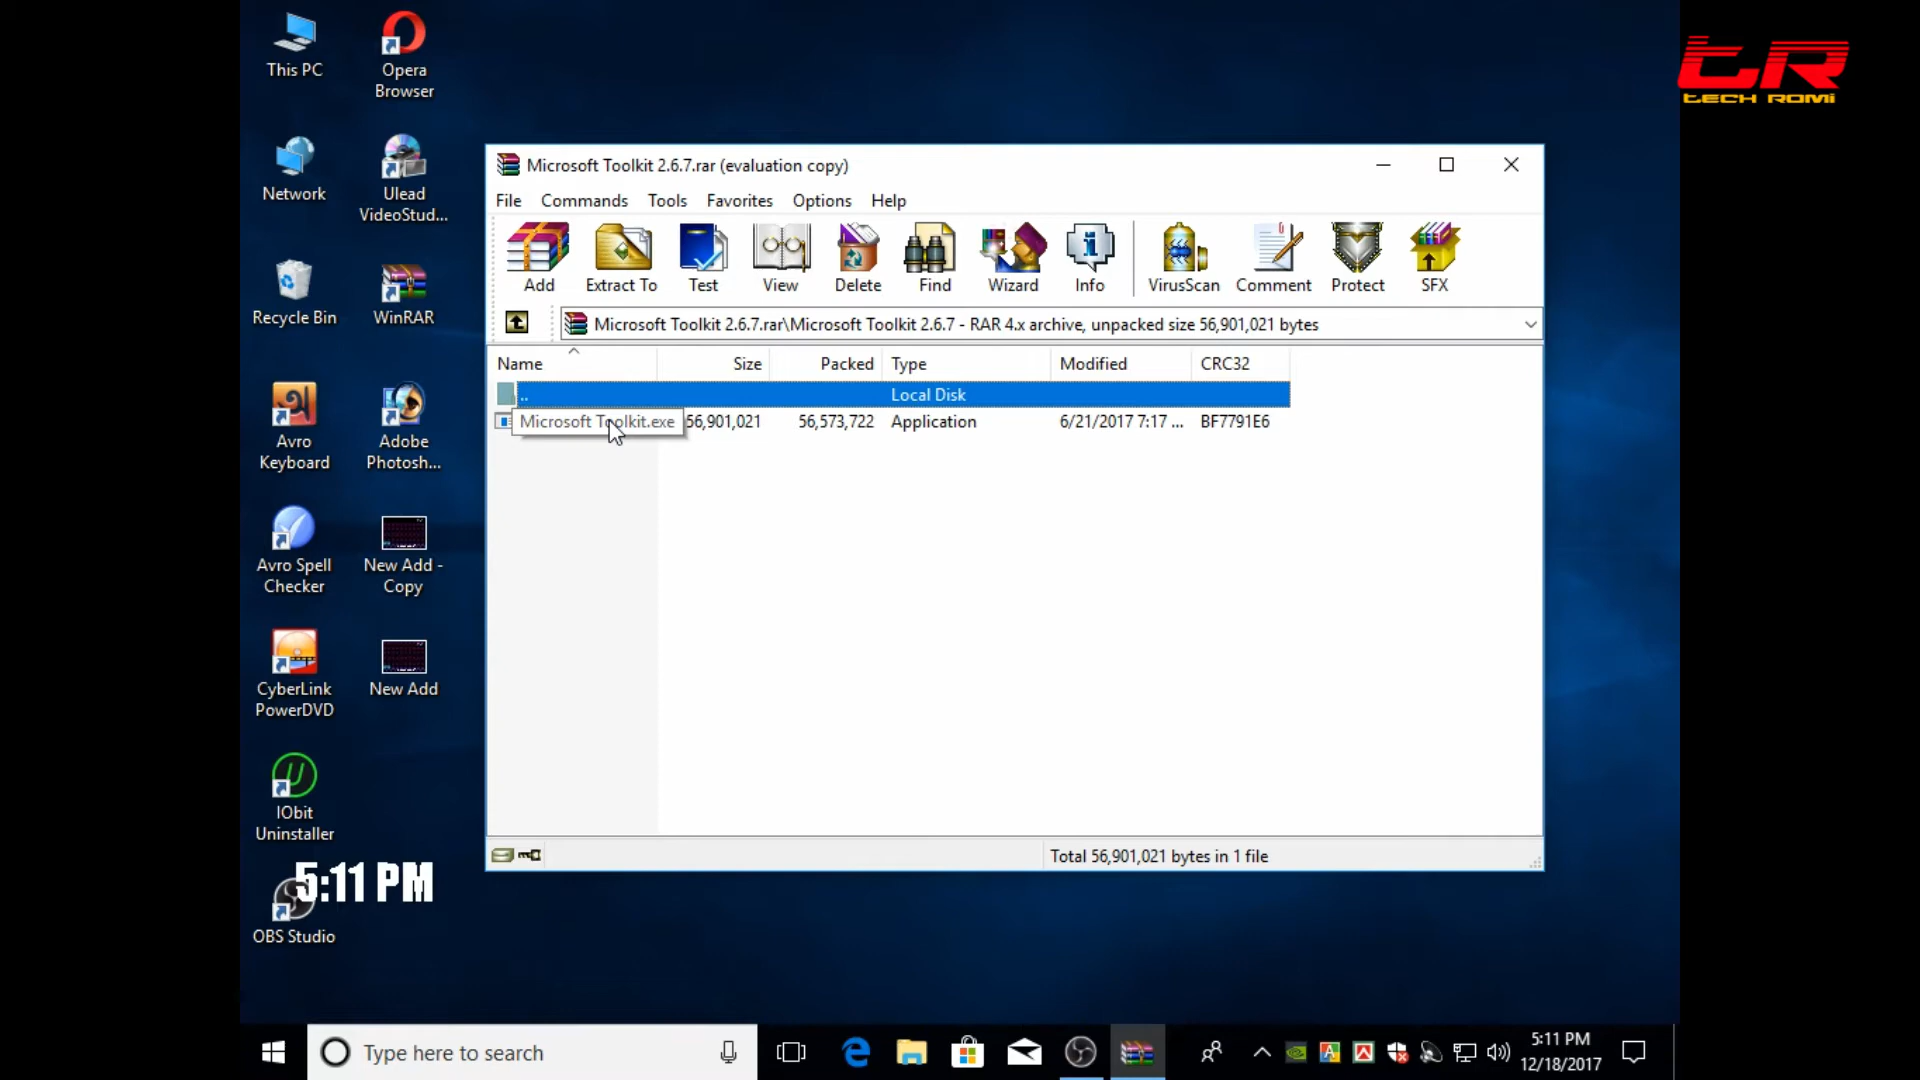 This PC
Opera
Browser
tR
TECH ROMI
Network
Ulead
VideoStud...
Recycle Bin
WinRAR
Avro
Keyboard
Adobe
Photosh...
Avro Spell
Checker
New Add -
Copy
CyberLink
PowerDVD
New Add
IObit
Uninstaller
5:11 PM
OBS Studio
Microsoft Toolkit 2.6.7.rar (evaluation copy)
File Commands Tools Favorites Options Help
Add Extract To Test View Delete Find Wizard Info VirusScan Comment Protect SFX
Microsoft Toolkit 2.6.7.rar\Microsoft Toolkit 2.6.7 - RAR 4.x archive, unpacked size 56,901,021 bytes
Name Size Packed Type Modified CRC32
.. Local Disk
Microsoft Toolkit.exe 56,901,021 56,573,722 Application 6/21/2017 7:17 ... BF7791E6
Total 56,901,021 bytes in 1 file
Type here to search
5:11 PM
12/18/2017